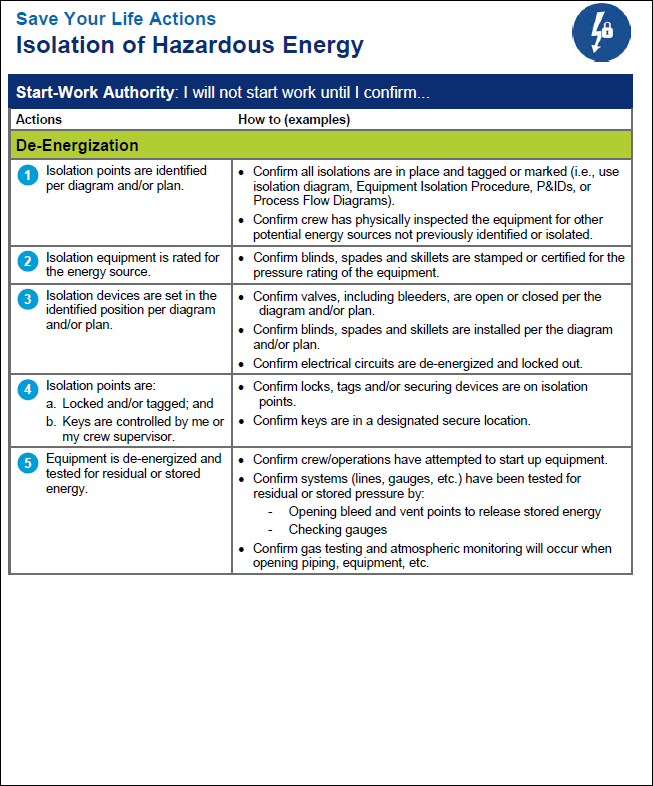 Save Your Life Actions
Isolation of Hazardous Energy
Start-Work Authority: I will not start work until I confirm...
Actions
How to (examples)
De-Energization
1
Isolation points are identified
per diagram and/or plan.
• Confirm all isolations are in place and tagged or marked (i.e., use
isolation diagram, Equipment Isolation Procedure, P&IDs, or
Process Flow Diagrams).
• Confirm crew has physically inspected the equipment for other
potential energy sources not previously identified or isolated.
2
Isolation equipment is rated for
the energy source.
• Confirm blinds, spades and skillets are stamped or certified for the
pressure rating of the equipment.
3
Isolation devices are set in the
identified position per diagram
and/or plan.
• Confirm valves, including bleeders, are open or closed per the
diagram and/or plan.
• Confirm blinds, spades and skillets are installed per the diagram
and/or plan.
• Confirm electrical circuits are de-energized and locked out.
4
Isolation points are:
a. Locked and/or tagged; and
b. Keys are controlled by me or
my crew supervisor.
• Confirm locks, tags and/or securing devices are on isolation
points.
• Confirm keys are in a designated secure location.
5
Equipment is de-energized and
tested for residual or stored
energy.
• Confirm crew/operations have attempted to start up equipment.
• Confirm systems (lines, gauges, etc.) have been tested for
residual or stored pressure by:
- Opening bleed and vent points to release stored energy
- Checking gauges
• Confirm gas testing and atmospheric monitoring will occur when
opening piping, equipment, etc.